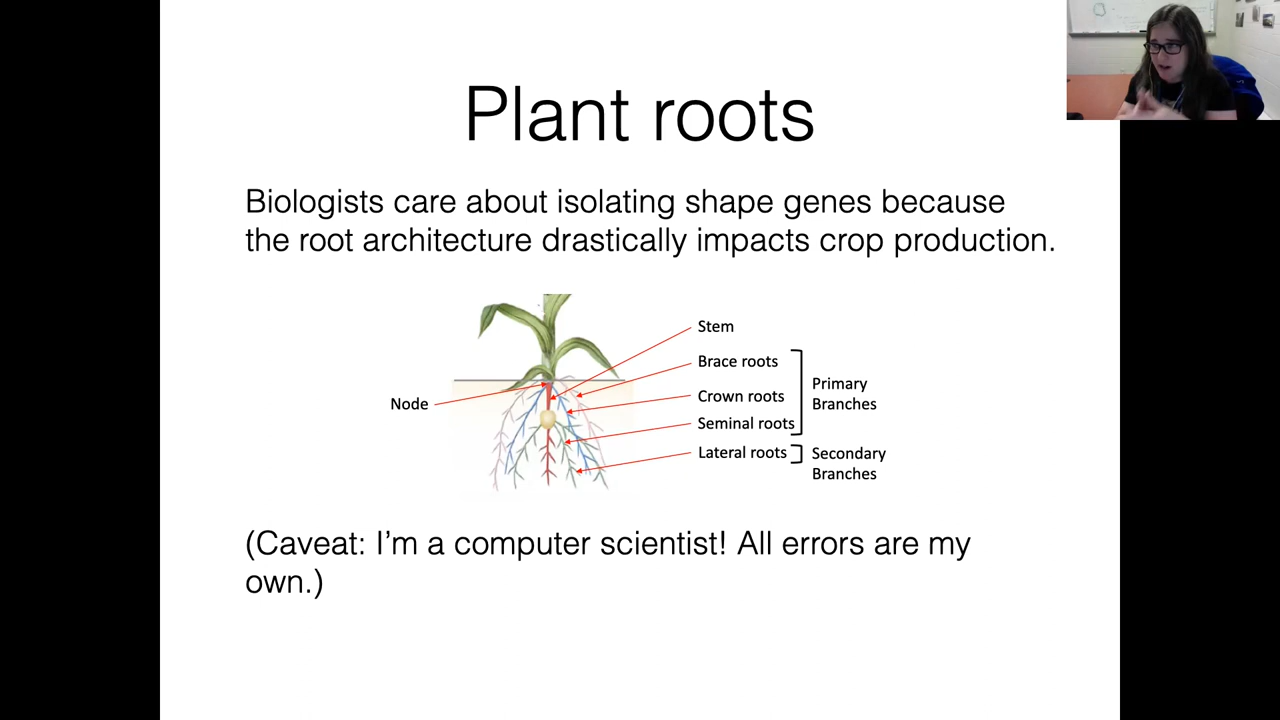 Plant roots
Biologists care about isolating shape genes because
the root architecture drastically impacts crop production.
Stem
Brace roots
Crown roots
Seminal roots
Lateral roots
Primary
Branches
Secondary
Branches
Node
(Caveat: I'm a computer scientist! All errors are my
own.)